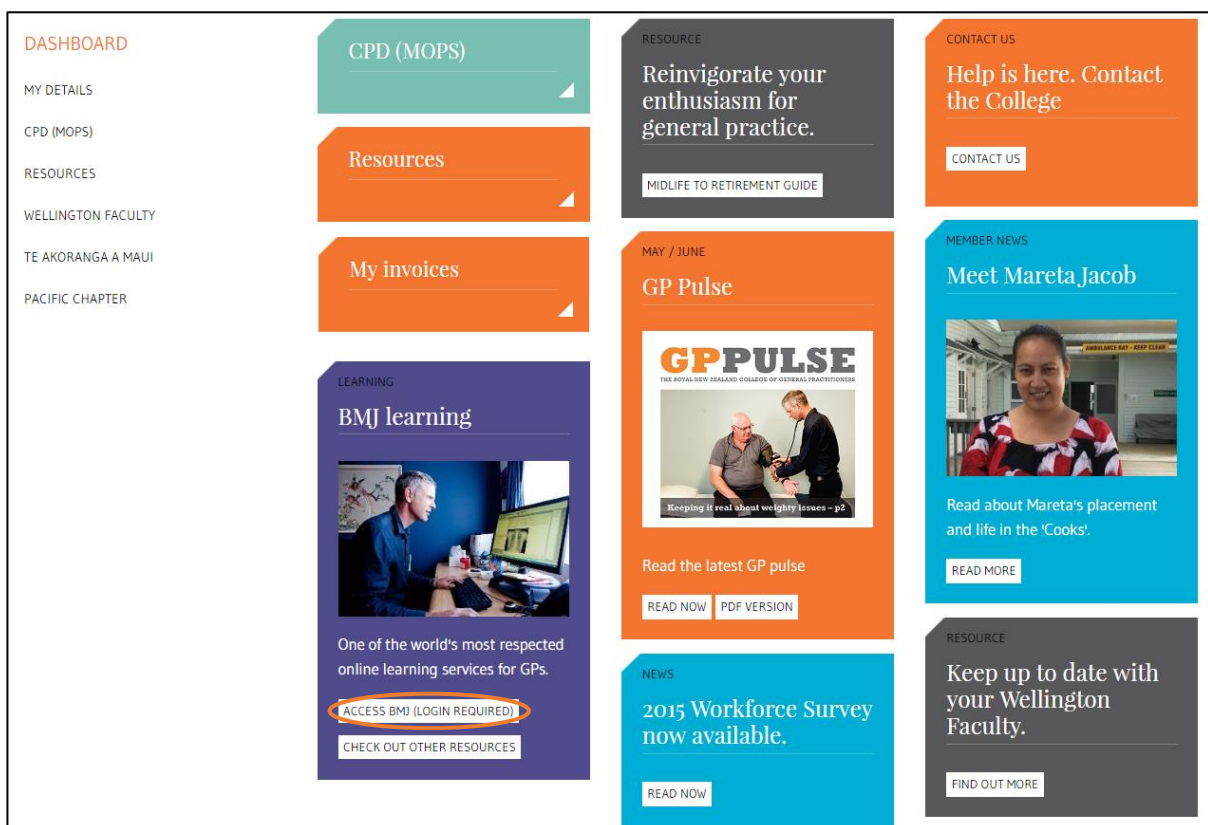 DASHBOARD
MY DETAILS
CPD (MOPS)
RESOURCES
WELLINGTON FACULTY
TE AKORANGA A MAUI
PACIFIC CHAPTER
CPD (MOPS)
Resources
My invoices
LEARNING
BMJ learning
One of the world's most respected
online learning services for GPs.
ACCESS BMJ (LOGIN REQUIRED)
CHECK OUT OTHER RESOURCES
RESOURCE
Reinvigorate your
enthusiasm for
general practice.
MIDLIFE TO RETIREMENT GUIDE
MAY / JUNE
GP Pulse
GPPULSE
THE ROYAL NEW ZEALAND COLLEGE OF GENERAL PRACTITIONERS
Keeping it real about weighty issues – p2
Read the latest GP pulse
READ NOW PDF VERSION
NEWS
2015 Workforce Survey
now available.
READ NOW
CONTACT US
Help is here. Contact
the College
CONTACT US
MEMBER NEWS
Meet Mareta Jacob
AMBULANCE BAY - KEEP CLEAR
Read about Mareta's placement
and life in the 'Cooks'.
READ MORE
RESOURCE
Keep up to date with
your Wellington
Faculty.
FIND OUT MORE